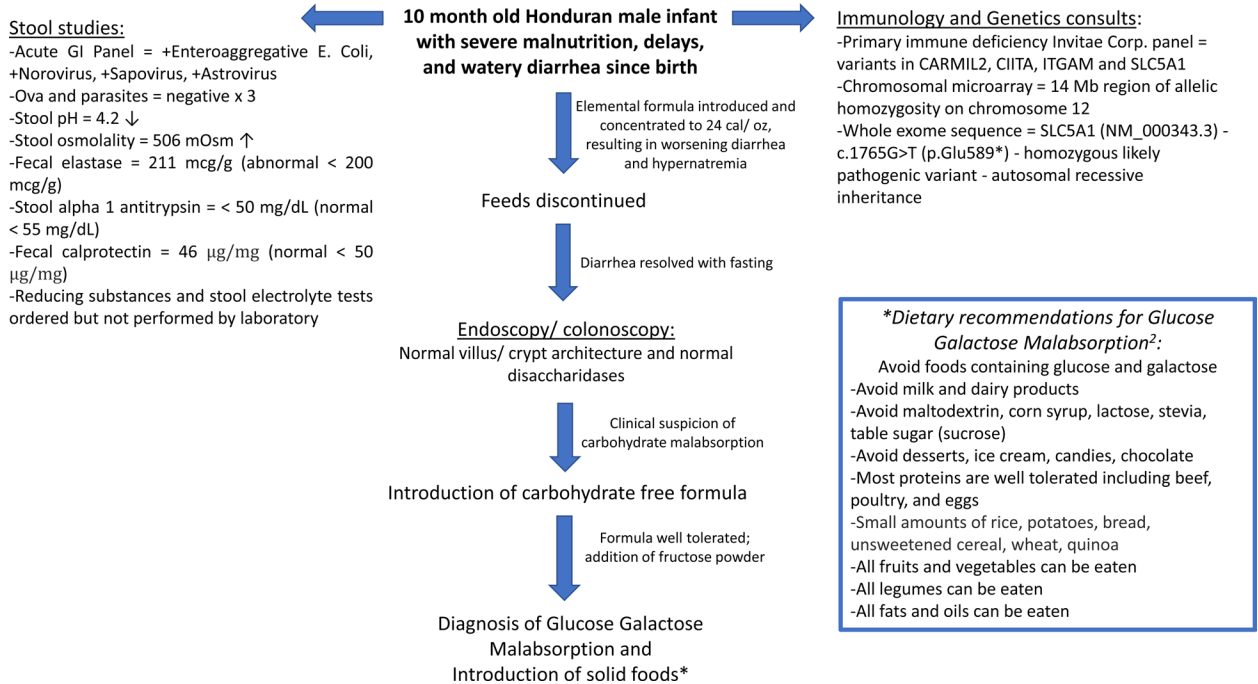 Stool studies:
-Acute GI Panel = +Enteroaggregative E. Coli,
+Norovirus, +Sapovirus, +Astrovirus
-Ova and parasites = negative x 3
-Stool pH = 4.2 ↓
-Stool osmolality = 506 mOsm ↑
-Fecal elastase = 211 mcg/g (abnormal < 200
mcg/g)
-Stool alpha 1 antitrypsin = < 50 mg/dL (normal
< 55 mg/dL)
-Fecal calprotectin = 46 μg/mg (normal < 50
μg/mg)
-Reducing substances and stool electrolyte tests
ordered but not performed by laboratory
10 month old Honduran male infant
with severe malnutrition, delays,
and watery diarrhea since birth
Elemental formula introduced and
concentrated to 24 cal/ oz,
resulting in worsening diarrhea
and hypernatremia
Feeds discontinued
Diarrhea resolved with fasting
Endoscopy/ colonoscopy:
Normal villus/ crypt architecture and normal
disaccharidases
Clinical suspicion of
carbohydrate malabsorption
Introduction of carbohydrate free formula
Formula well tolerated;
addition of fructose powder
Diagnosis of Glucose Galactose
Malabsorption and
Introduction of solid foods*
Immunology and Genetics consults:
-Primary immune deficiency Invitae Corp. panel =
variants in CARMIL2, CIITA, ITGAM and SLC5A1
-Chromosomal microarray = 14 Mb region of allelic
homozygosity on chromosome 12
-Whole exome sequence = SLC5A1 (NM_000343.3) -
c.1765G>T (p.Glu589*) - homozygous likely
pathogenic variant - autosomal recessive
inheritance
*Dietary recommendations for Glucose
Galactose Malabsorption²:
Avoid foods containing glucose and galactose
-Avoid milk and dairy products
-Avoid maltodextrin, corn syrup, lactose, stevia,
table sugar (sucrose)
-Avoid desserts, ice cream, candies, chocolate
-Most proteins are well tolerated including beef,
poultry, and eggs
-Small amounts of rice, potatoes, bread,
unsweetened cereal, wheat, quinoa
-All fruits and vegetables can be eaten
-All legumes can be eaten
-All fats and oils can be eaten